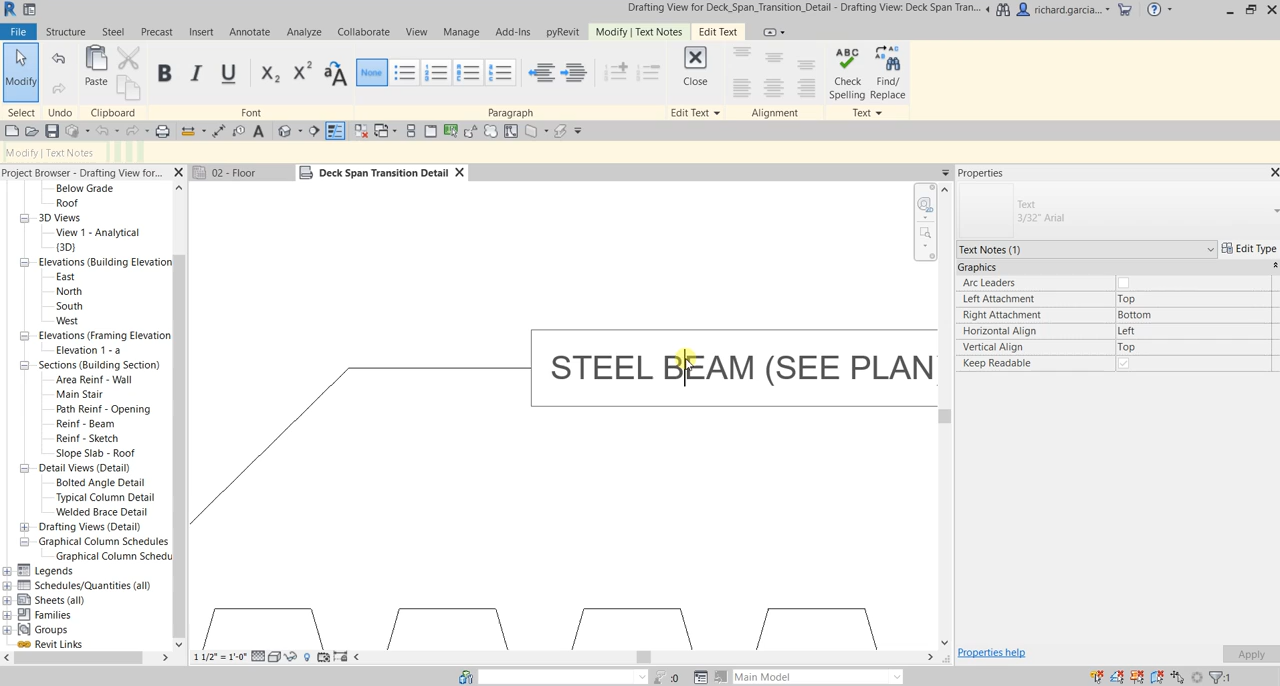 Drafting View for Deck_Span_Transition_Detail - Drafting View: Deck Span Tran...
richard.garcia...
File Structure Steel Precast Insert Annotate Analyze Collaborate View Manage Add-Ins pyRevit Modify | Text Notes Edit Text
Modify
Paste
B I U X₂ X² aA
None
Close
ABC
Check
Spelling
Find/
Replace
Select Undo Clipboard Font Paragraph Edit Text Alignment Text
Modify | Text Notes
Project Browser - Drafting View for...
02 - Floor
Deck Span Transition Detail
Properties
Below Grade
Roof
3D Views
View 1 - Analytical
{3D}
Elevations (Building Elevation
East
North
South
West
Elevations (Framing Elevation
Elevation 1 - a
Sections (Building Section)
Area Reinf - Wall
Main Stair
Path Reinf - Opening
Reinf - Beam
Reinf - Sketch
Slope Slab - Roof
Detail Views (Detail)
Bolted Angle Detail
Typical Column Detail
Welded Brace Detail
Drafting Views (Detail)
Graphical Column Schedules
Graphical Column Schedu
Legends
Schedules/Quantities (all)
Sheets (all)
Families
Groups
Revit Links
STEEL BEAM (SEE PLAN)
Text
3/32" Arial
Text Notes (1)
Edit Type
Graphics
Arc Leaders
Left Attachment Top
Right Attachment Bottom
Horizontal Align Left
Vertical Align Top
Keep Readable
Properties help
Apply
1 1/2" = 1'-0"
:0
Main Model
:1